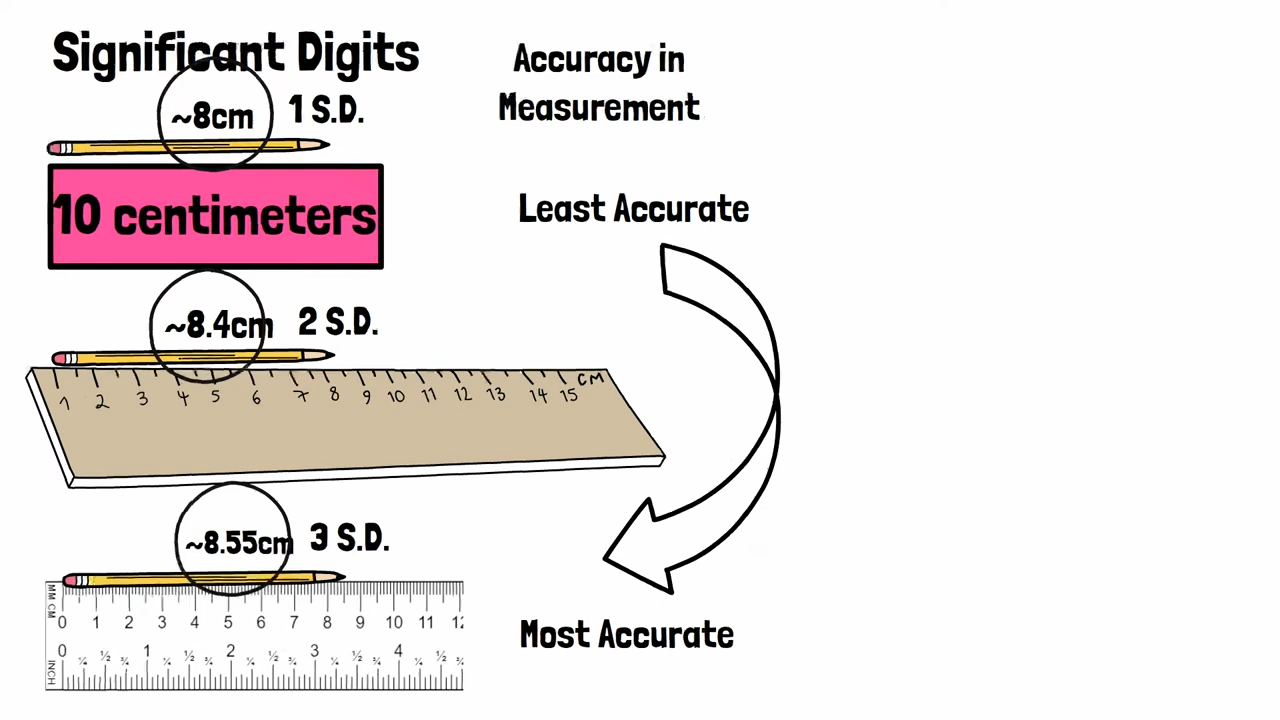 Significant Digits
~8cm 1 S.D.
10 centimeters
~8.4cm 2 S.D.
1 2 3 4 5 6 7 8 9 10 11 12 13 14 15 CM
~8.55cm 3 S.D.
MM CM
0 1 2 3 4 5 6 7 8 9 10 11 12
0 ¼ ½ ¾ 1 ¼ ½ ¾ 2 ¼ ½ ¾ 3 ¼ ½ ¾ 4 ¼ ½ ¾
INCH
Accuracy in
Measurement
Least Accurate
Most Accurate